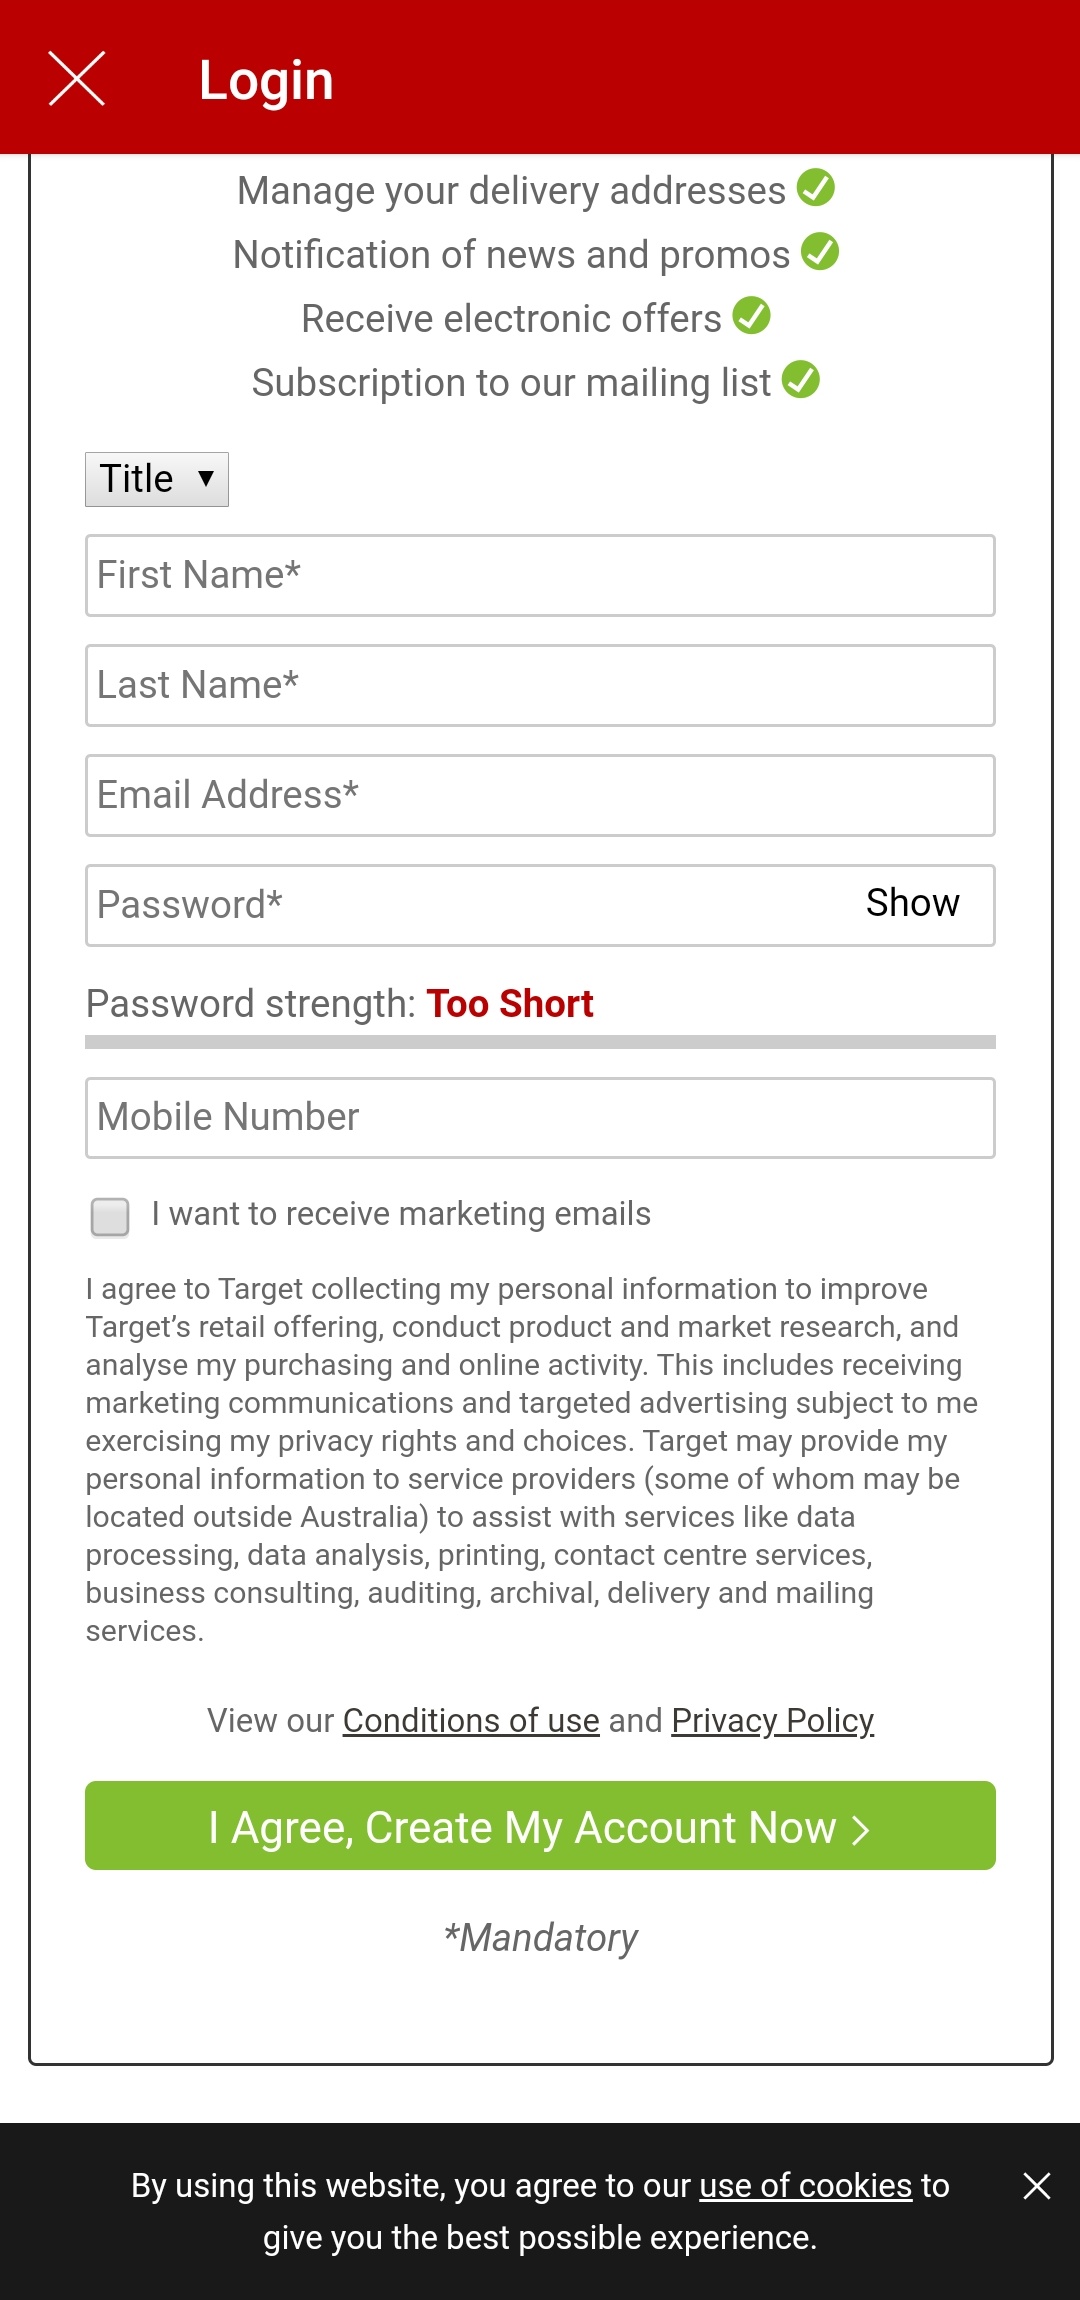 Login
Manage your delivery addresses
Notification of news and promos
Receive electronic offers
Subscription to our mailing list
Title
First Name*
Last Name*
Email Address*
Password*
Show
Password strength: Too Short
Mobile Number
I want to receive marketing emails
I agree to Target collecting my personal information to improve
Target’s retail offering, conduct product and market research, and
analyse my purchasing and online activity. This includes receiving
marketing communications and targeted advertising subject to me
exercising my privacy rights and choices. Target may provide my
personal information to service providers (some of whom may be
located outside Australia) to assist with services like data
processing, data analysis, printing, contact centre services,
business consulting, auditing, archival, delivery and mailing
services.
View our Conditions of use and Privacy Policy
I Agree, Create My Account Now
*Mandatory
By using this website, you agree to our use of cookies to
give you the best possible experience.